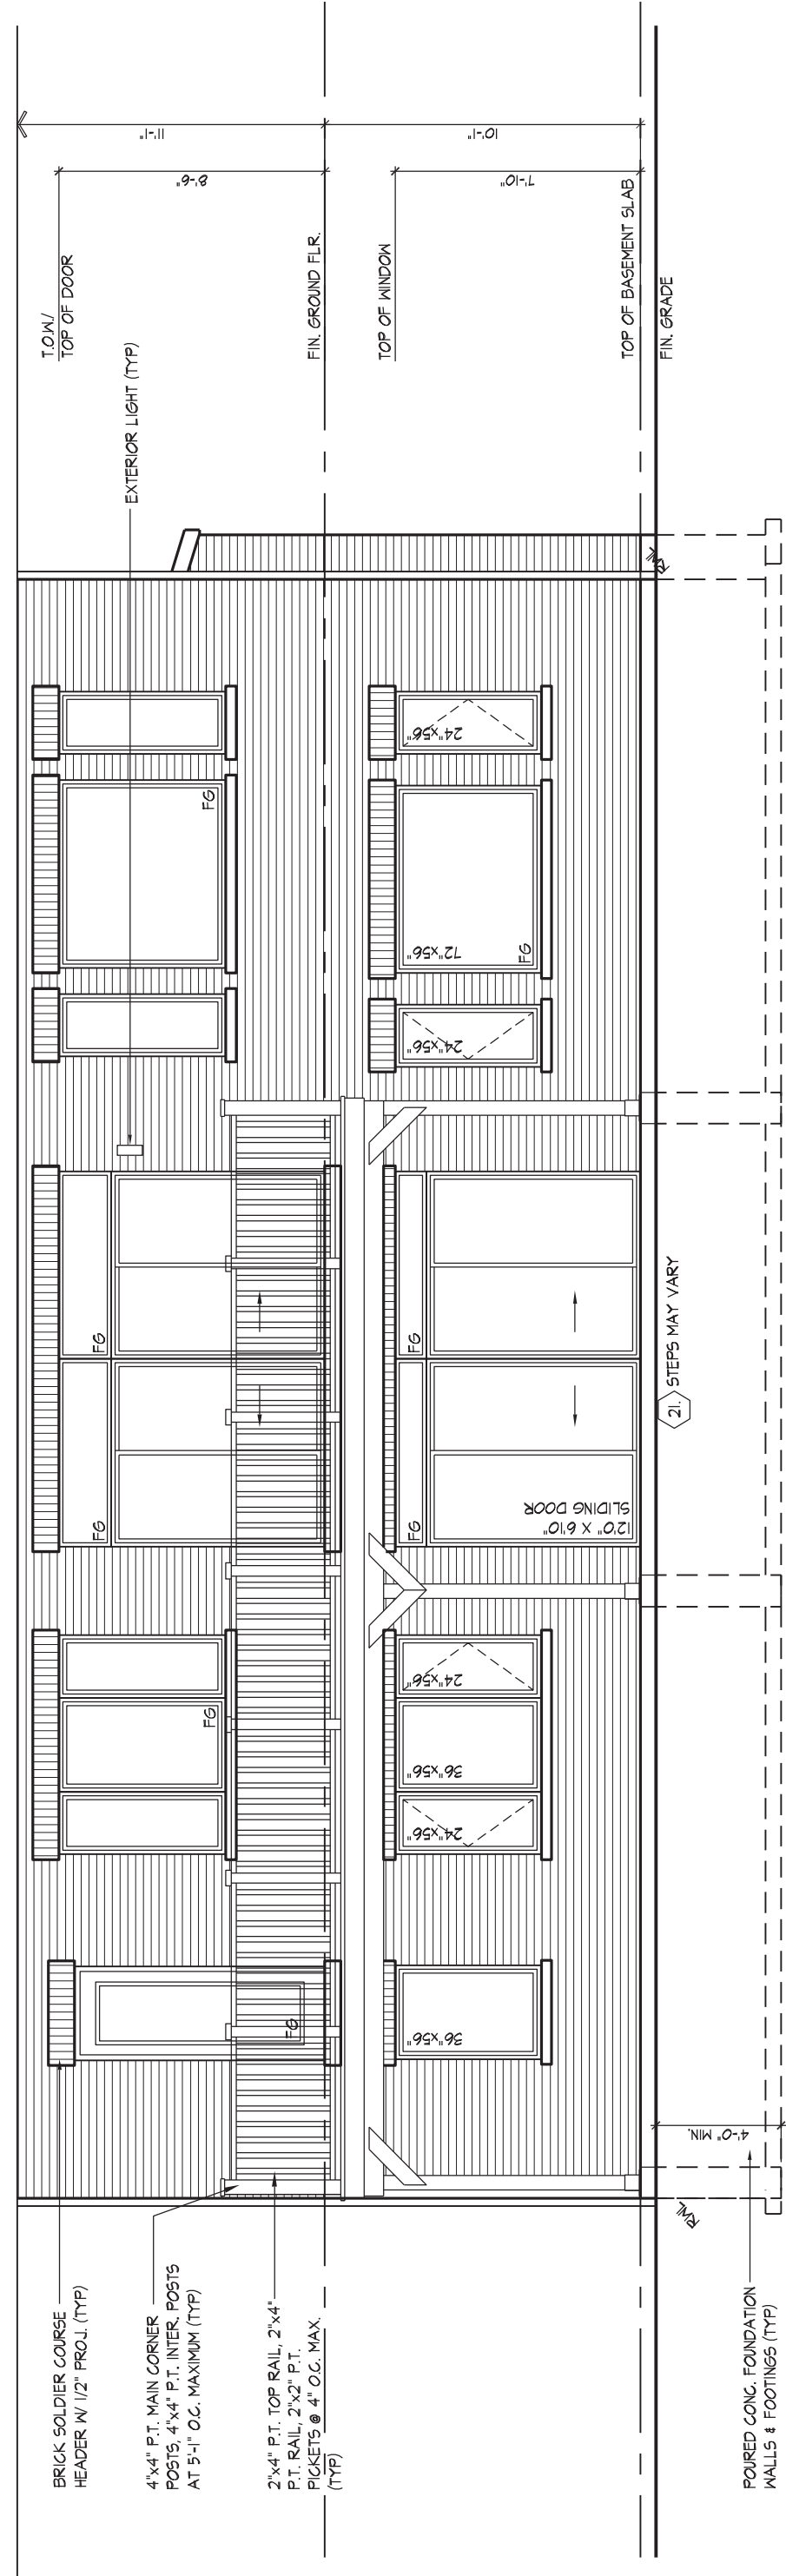 BRICK SOLDIER COURSE
HEADER W/ 1/2" PROJ. (TYP)
4"x4" P.T. MAIN CORNER
POSTS, 4"x4" P.T. INTER. POSTS
AT 5'-1" O.C. MAXIMUM (TYP)
2"x4" P.T. TOP RAIL, 2"x4"
P.T. RAIL, 2"x2" P.T.
PICKETS @ 4" O.C. MAX.
(TYP)
POURED CONC. FOUNDATION
WALLS & FOOTINGS (TYP)
4'-0" MIN.
RWL
FG
FG
FG
FG
FG
36"x56"
24"x56"
36"x56"
24"x56"
FG
FG
12'0" X 6'10"
SLIDING DOOR
24"x56"
72"x56"
FG
24"x56"
21. STEPS MAY VARY
RWL
EXTERIOR LIGHT (TYP)
T.O.W./
TOP OF DOOR
FIN. GROUND FLR.
TOP OF WINDOW
TOP OF BASEMENT SLAB
FIN. GRADE
8'-6"
11'-1"
7'-10"
10'-1"